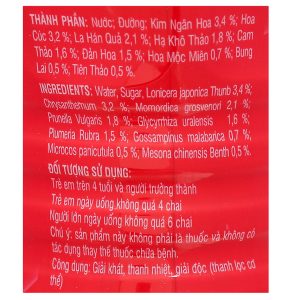 THÀNH PHẦN: Nước; Đường; Kim Ngân Hoa 3,4 %; Hoa
Cúc 3,2 %; La Hán Quả 2,1 %; Hạ Khô Thảo 1,8 %; Cam
Thảo 1,6 %; Đản Hoa 1,5 %; Hoa Mộc Miên 0,7 %; Bung
Lai 0,5 %; Tiên Thảo 0,5 %.
INGREDIENTS: Water, Sugar, Lonicera japonica Thunb 3,4 %;
Chrysanthemum 3,2 %; Momordica grosvenori 2,1 %;
Prunella Vulgaris 1,8 %; Glycyrrhiza uralensis 1,6 %;
Plumeria Rubra 1,5 %; Gossampinus malabarica 0,7 %;
Microcos panicutula 0,5 %; Mesona chinensis Benth 0,5 %.
ĐỐI TƯỢNG SỬ DỤNG:
Trẻ em trên 4 tuổi và người trưởng thành
Trẻ em ngày uống không quá 4 chai
Người lớn ngày uống không quá 6 chai
Chú ý: sản phẩm này không phải là thuốc và không có
tác dụng thay thế thuốc chữa bệnh.
Công dụng: Giải khát, thanh nhiệt, giải độc (thanh lọc cơ
thể)